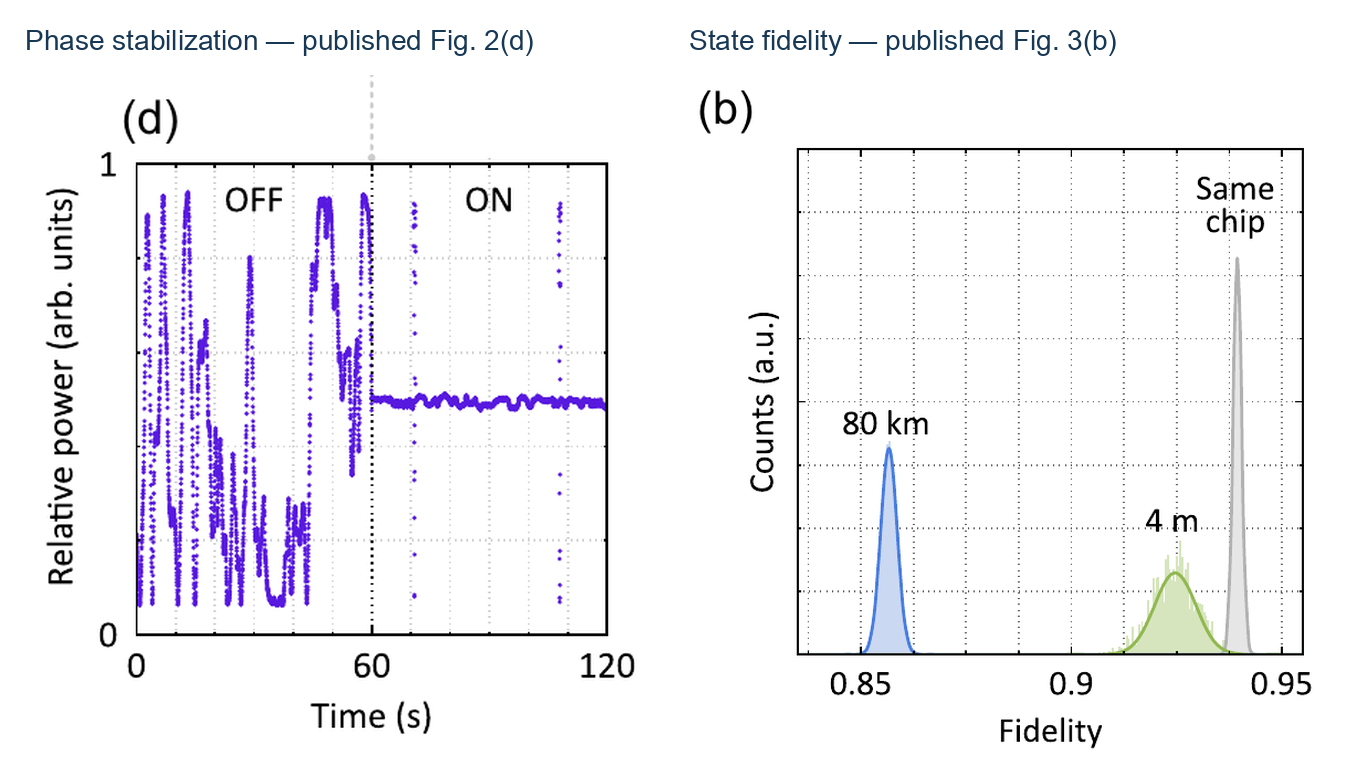 Phase stabilization — published Fig. 2(d)
State fidelity — published Fig. 3(b)
(d)
1
OFF
ON
Relative power (arb. units)
0
0
60
120
Time (s)
(b)
Same
chip
80 km
4 m
Counts (a.u.)
0.85
0.9
0.95
Fidelity